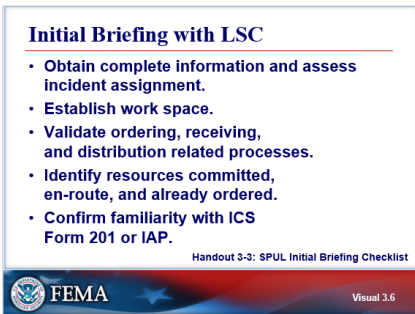 Initial Briefing with LSC
• Obtain complete information and assess
incident assignment.
• Establish work space.
• Validate ordering, receiving,
and distribution related processes.
• Identify resources committed,
en-route, and already ordered.
• Confirm familiarity with ICS
Form 201 or IAP.
Handout 3-3: SPUL Initial Briefing Checklist
FEMA
Visual 3.6